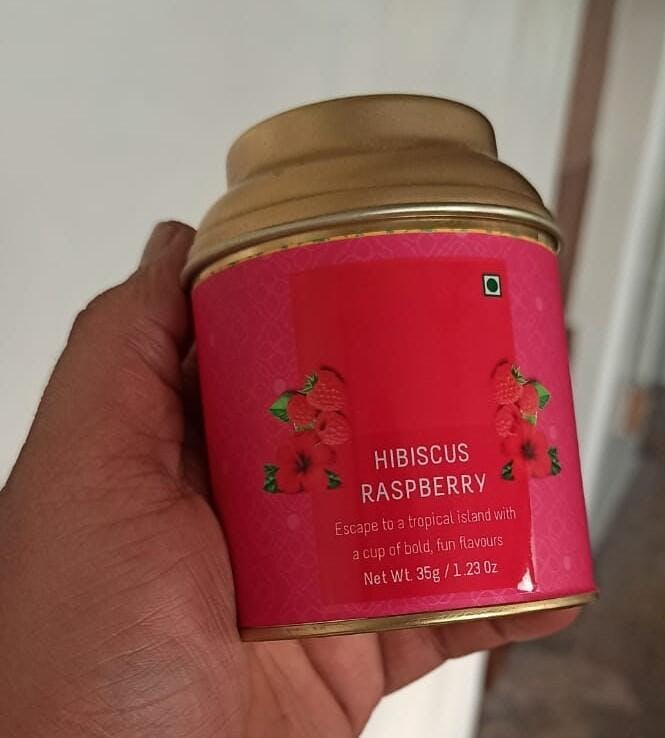 HIBISCUS
RASPBERRY
Escape to a tropical island with
a cup of bold, fun flavours
Net Wt. 35g / 1.23 Oz